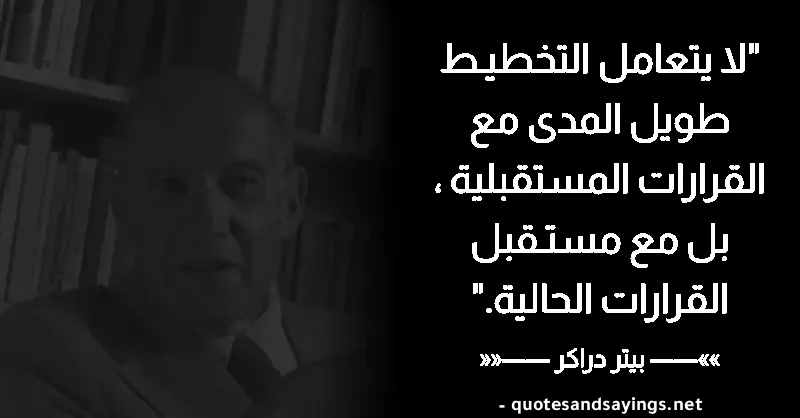 "لا يتعامل التخطيط
طويل المدى مع
القرارات المستقبلية ،
بل مع مستقبل
القرارات الحالية."
»»—— بيتر دراكر ——««
- quotesandsayings.net